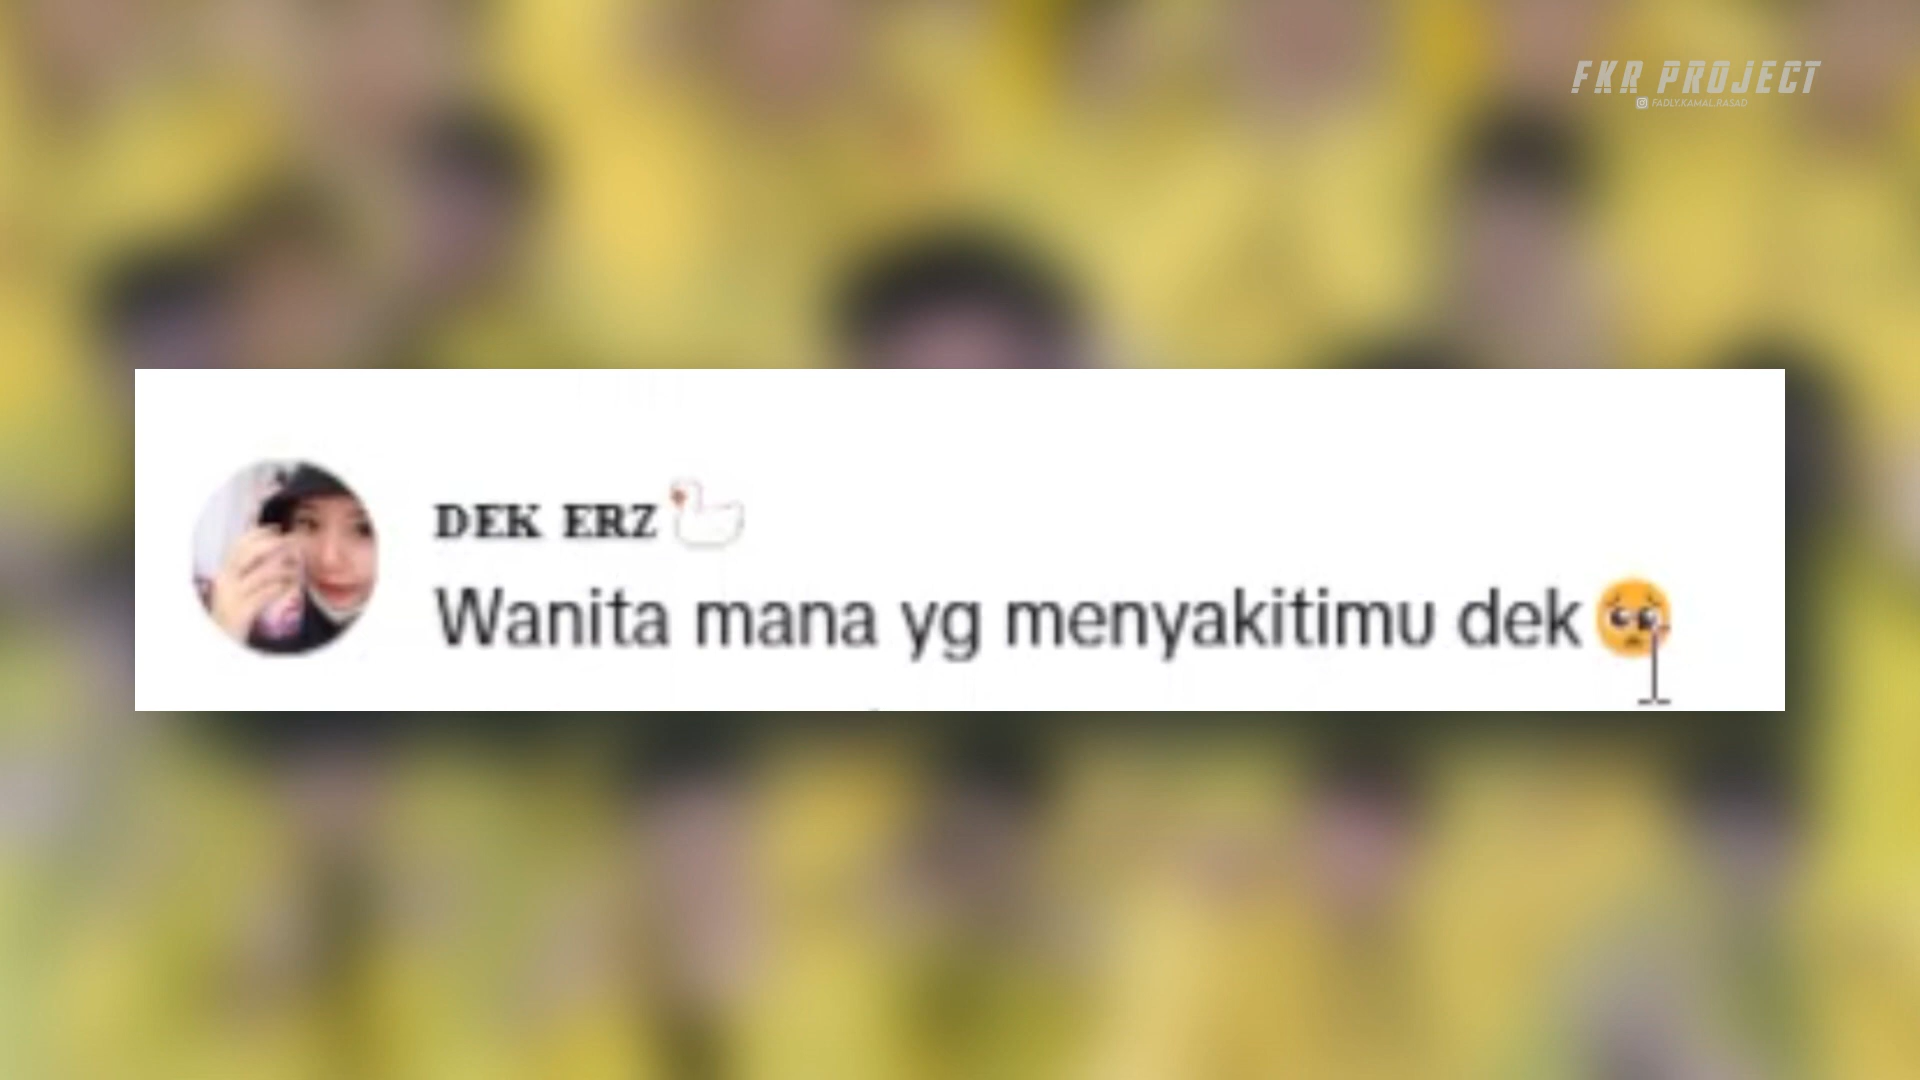 FKR PROJECT
FADLY.KAMAL.RASAD
DEK ERZ🦢
Wanita mana yg menyakitimu dek🥺